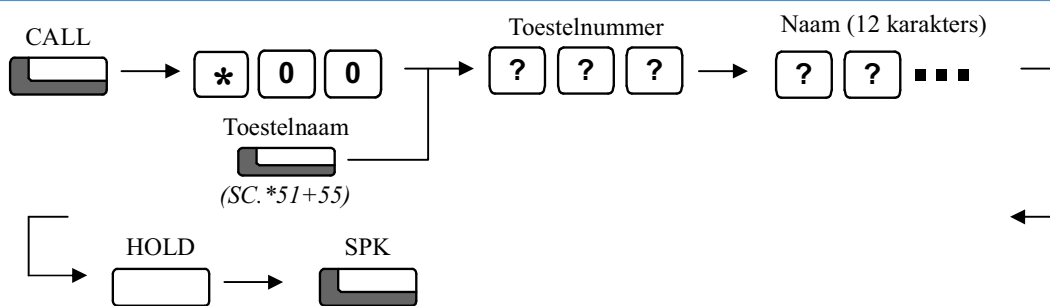 CALL
* 0 0
Toestelnummer
? ? ?
Naam (12 karakters)
? ? ...
Toestelnaam
(SC.*51+55)
HOLD
SPK